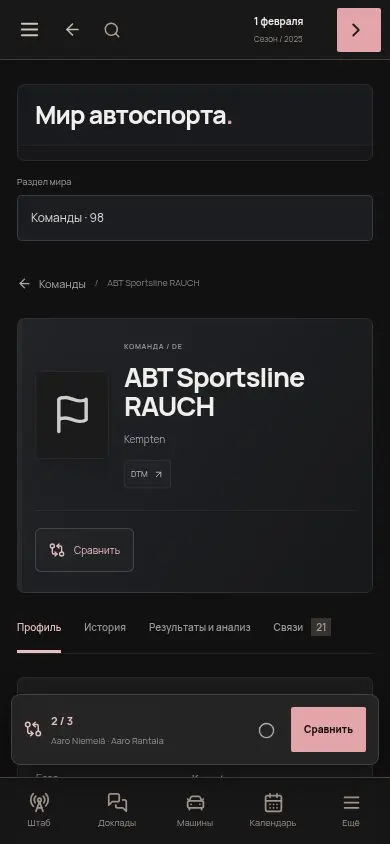 1 февраля
Сезон / 2025
Мир автоспорта.
Раздел мира
Команды · 98
Команды / ABT Sportsline RAUCH
КОМАНДА / DE
ABT Sportsline
RAUCH
Kempten
DTM
Сравнить
Профиль История Результаты и анализ Связи 21
2 / 3
Aaro Niemelä · Aaro Rantala
Сравнить
Штаб Доклады Машины Календарь Ещё